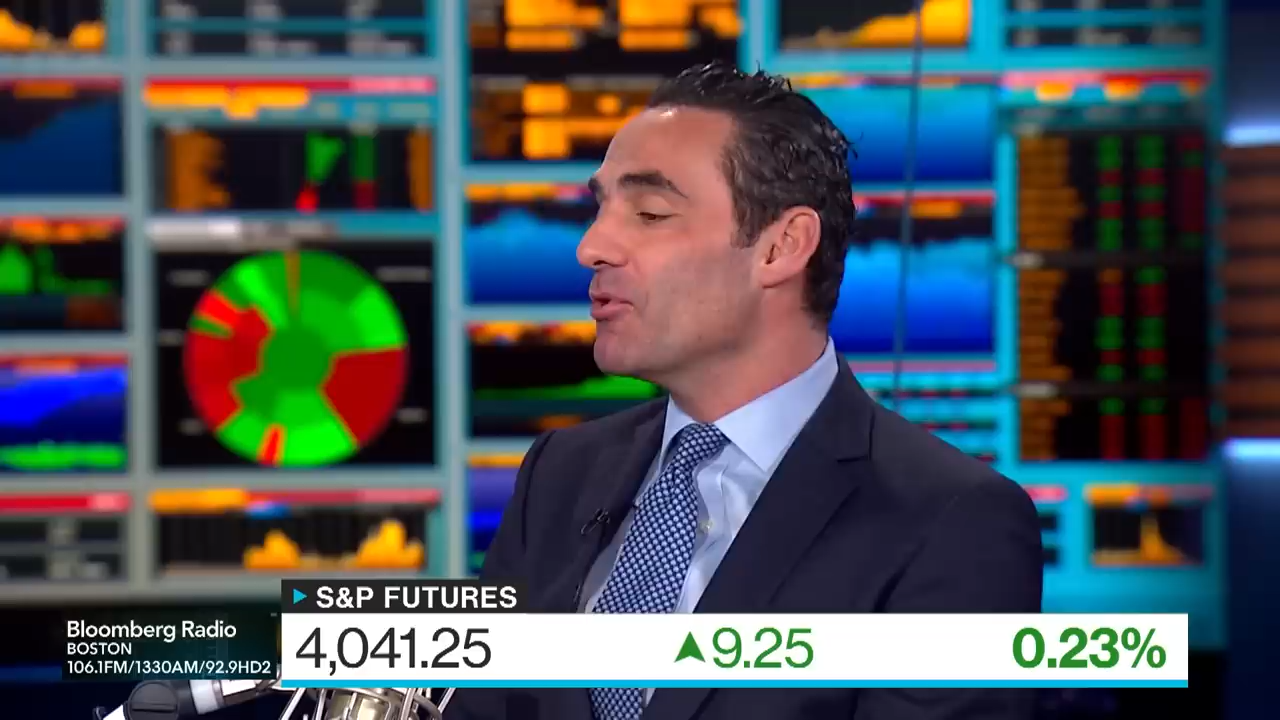 S&P FUTURES
4,041.25 ▲9.25 0.23%
Bloomberg Radio
BOSTON
106.1FM/1330AM/92.9HD2